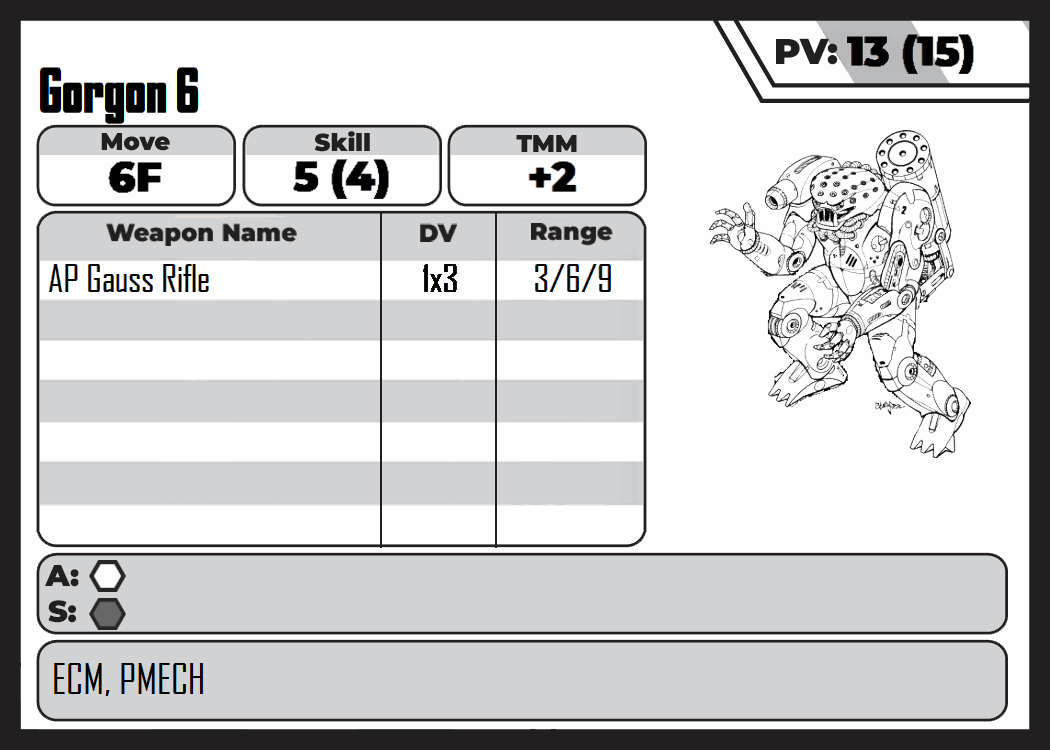 PV: 13 (15)
Gorgon 6
Move
6F
Skill
5 (4)
TMM
+2
Weapon Name DV Range
AP Gauss Rifle 1x3 3/6/9
2
A:
S:
ECM, PMECH